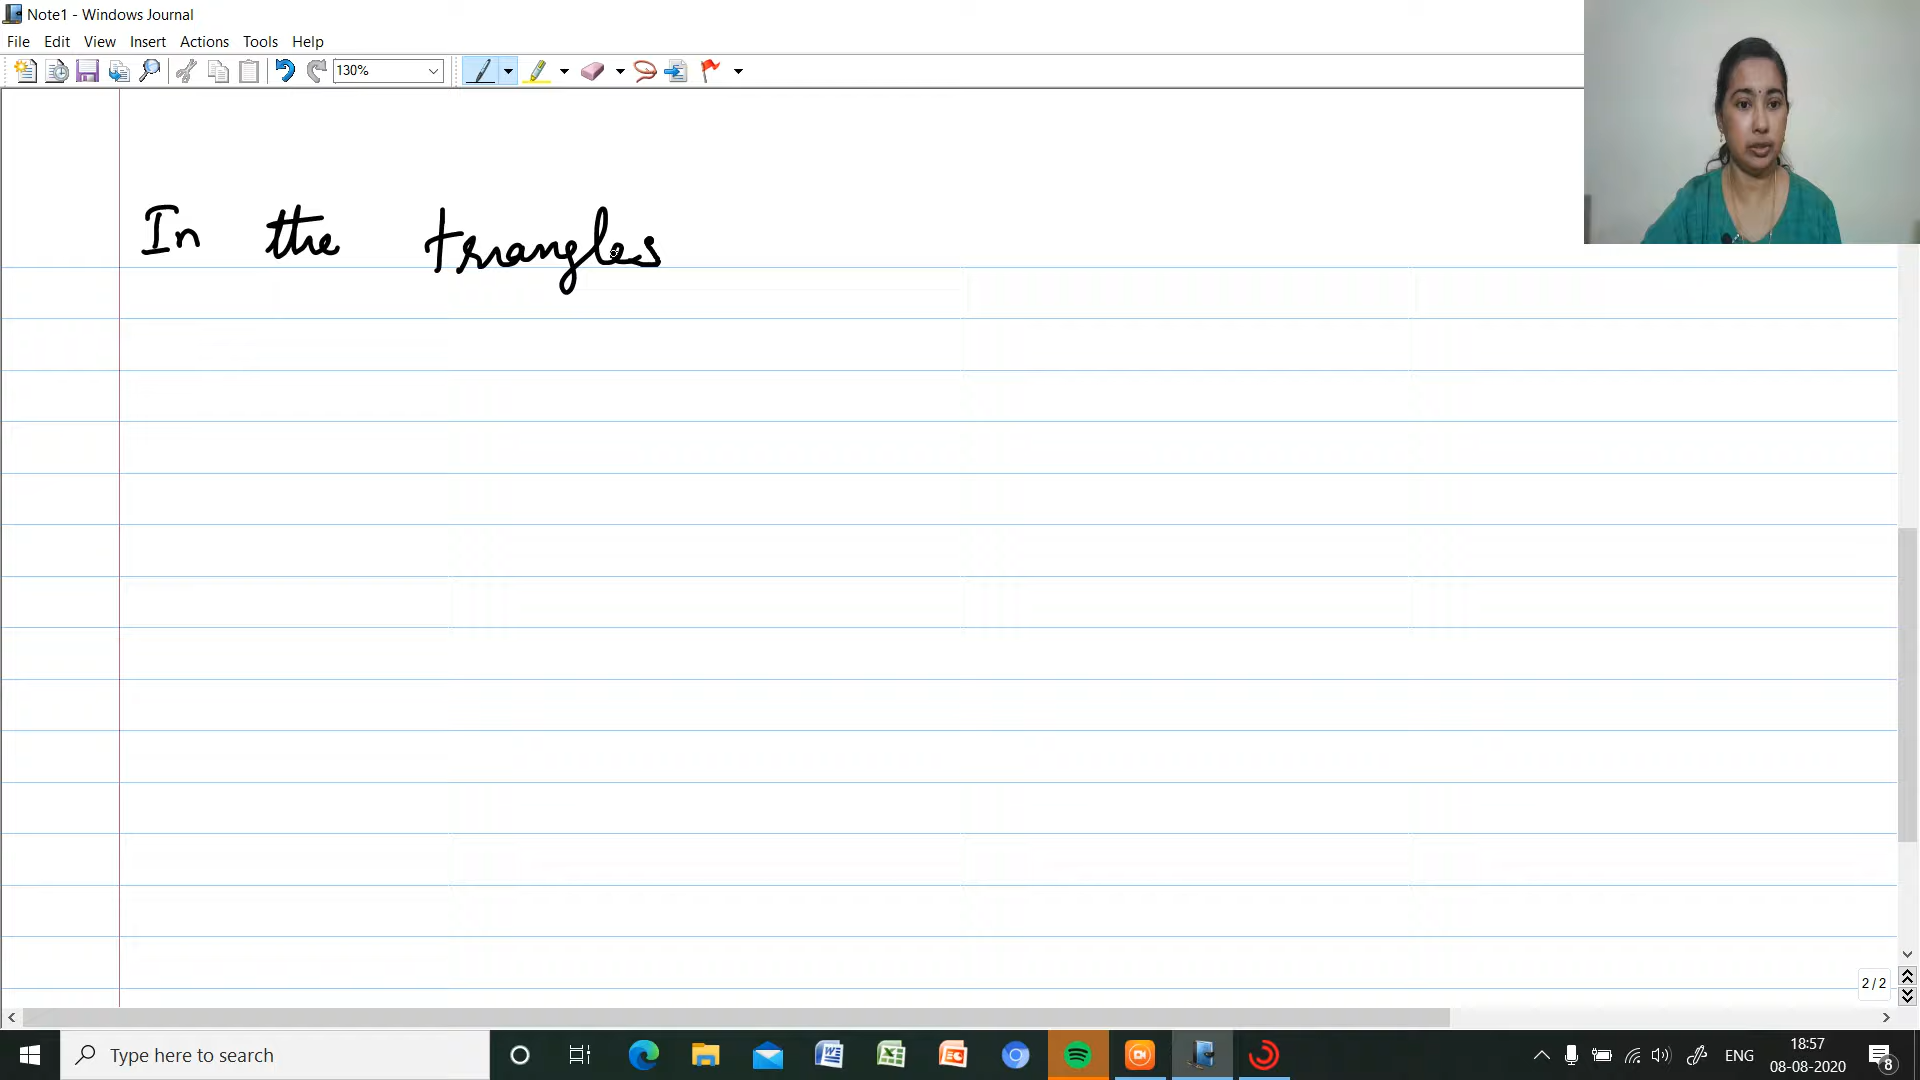 Note1 - Windows Journal
File Edit View Insert Actions Tools Help
130%
In the triangles
2 / 2
Type here to search
ENG
18:57
08-08-2020
8